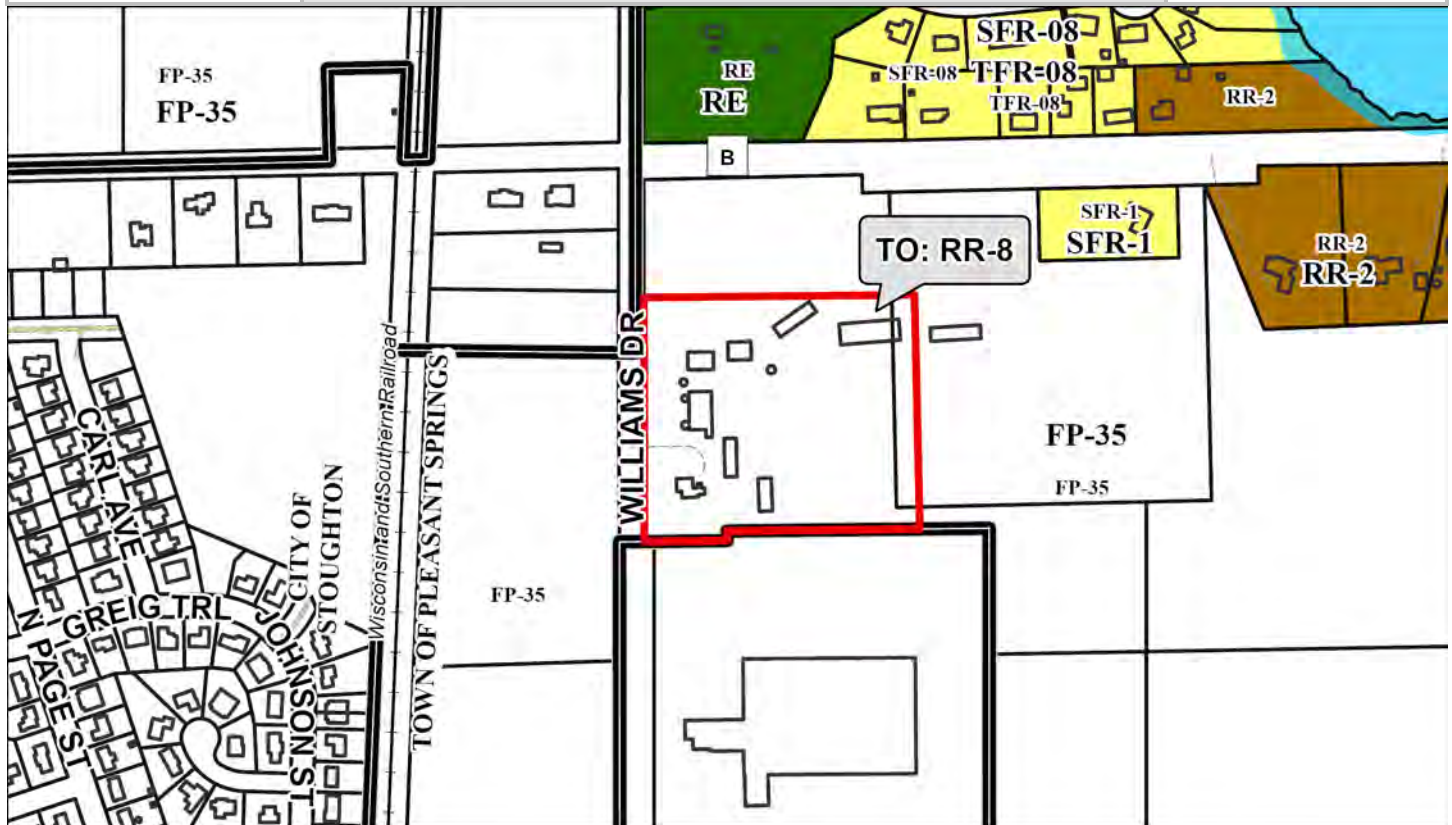 SFR-08
FP-35
FP-35
RE
RE
SFR-08 TFR-08
TFR-08
RR-2
B
SFR-1
SFR-1
RR-2
RR-2
TO: RR-8
WILLIAMS DR
Wisconsin and Southern Railroad
TOWN OF PLEASANT SPRINGS
CITY OF
STOUGHTON
CARL AVE
FP-35
FP-35
FP-35
GREIG TRL
JOHNSON ST
N PAGE ST